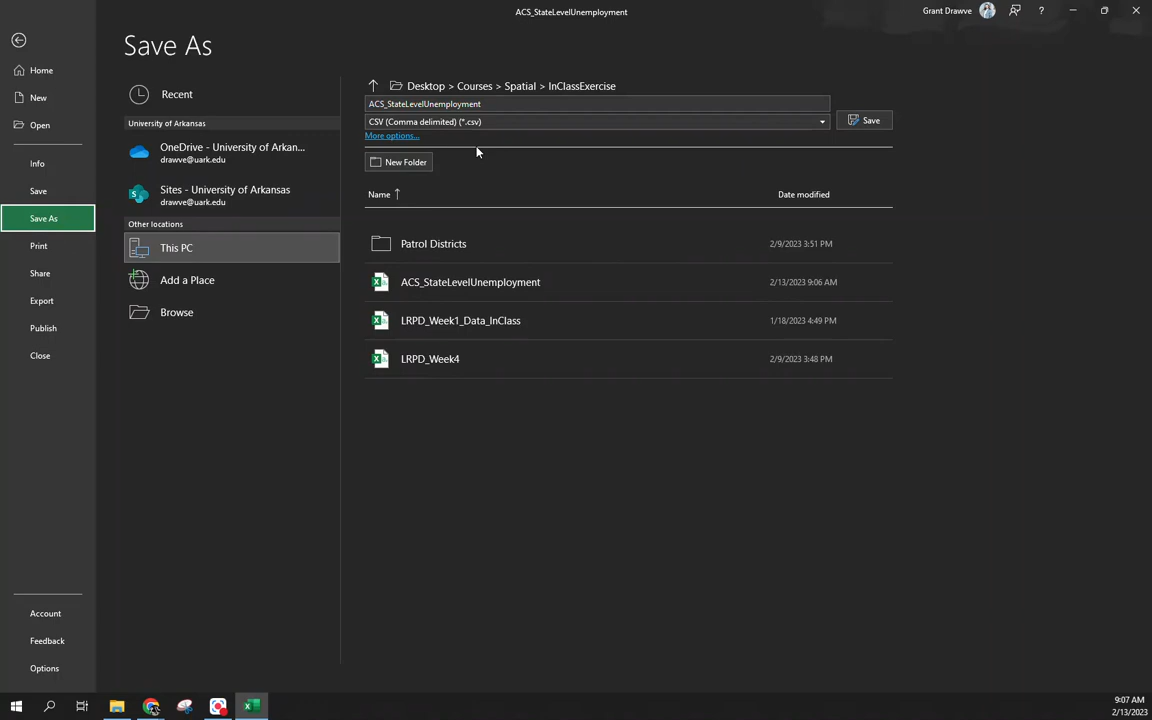 ACS_StateLevelUnemployment
Grant Drawve
?
Save As
Home
New
Open
Info
Save
Save As
Print
Share
Export
Publish
Close
Account
Feedback
Options
Recent
University of Arkansas
OneDrive - University of Arkan...
drawve@uark.edu
Sites - University of Arkansas
drawve@uark.edu
Other locations
This PC
Add a Place
Browse
Desktop > Courses > Spatial > InClassExercise
ACS_StateLevelUnemployment
CSV (Comma delimited) (*.csv)
Save
More options...
New Folder
Name
Date modified
Patrol Districts
2/9/2023 3:51 PM
ACS_StateLevelUnemployment
2/13/2023 9:06 AM
LRPD_Week1_Data_InClass
1/18/2023 4:49 PM
LRPD_Week4
2/9/2023 3:48 PM
9:07 AM
2/13/2023